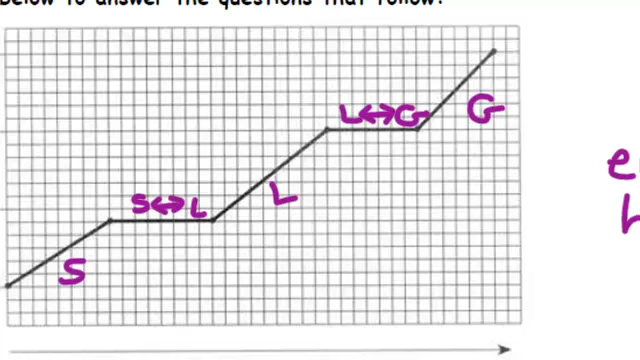 below to answer the questions that follow.
L↔G
G
S↔L
L
S